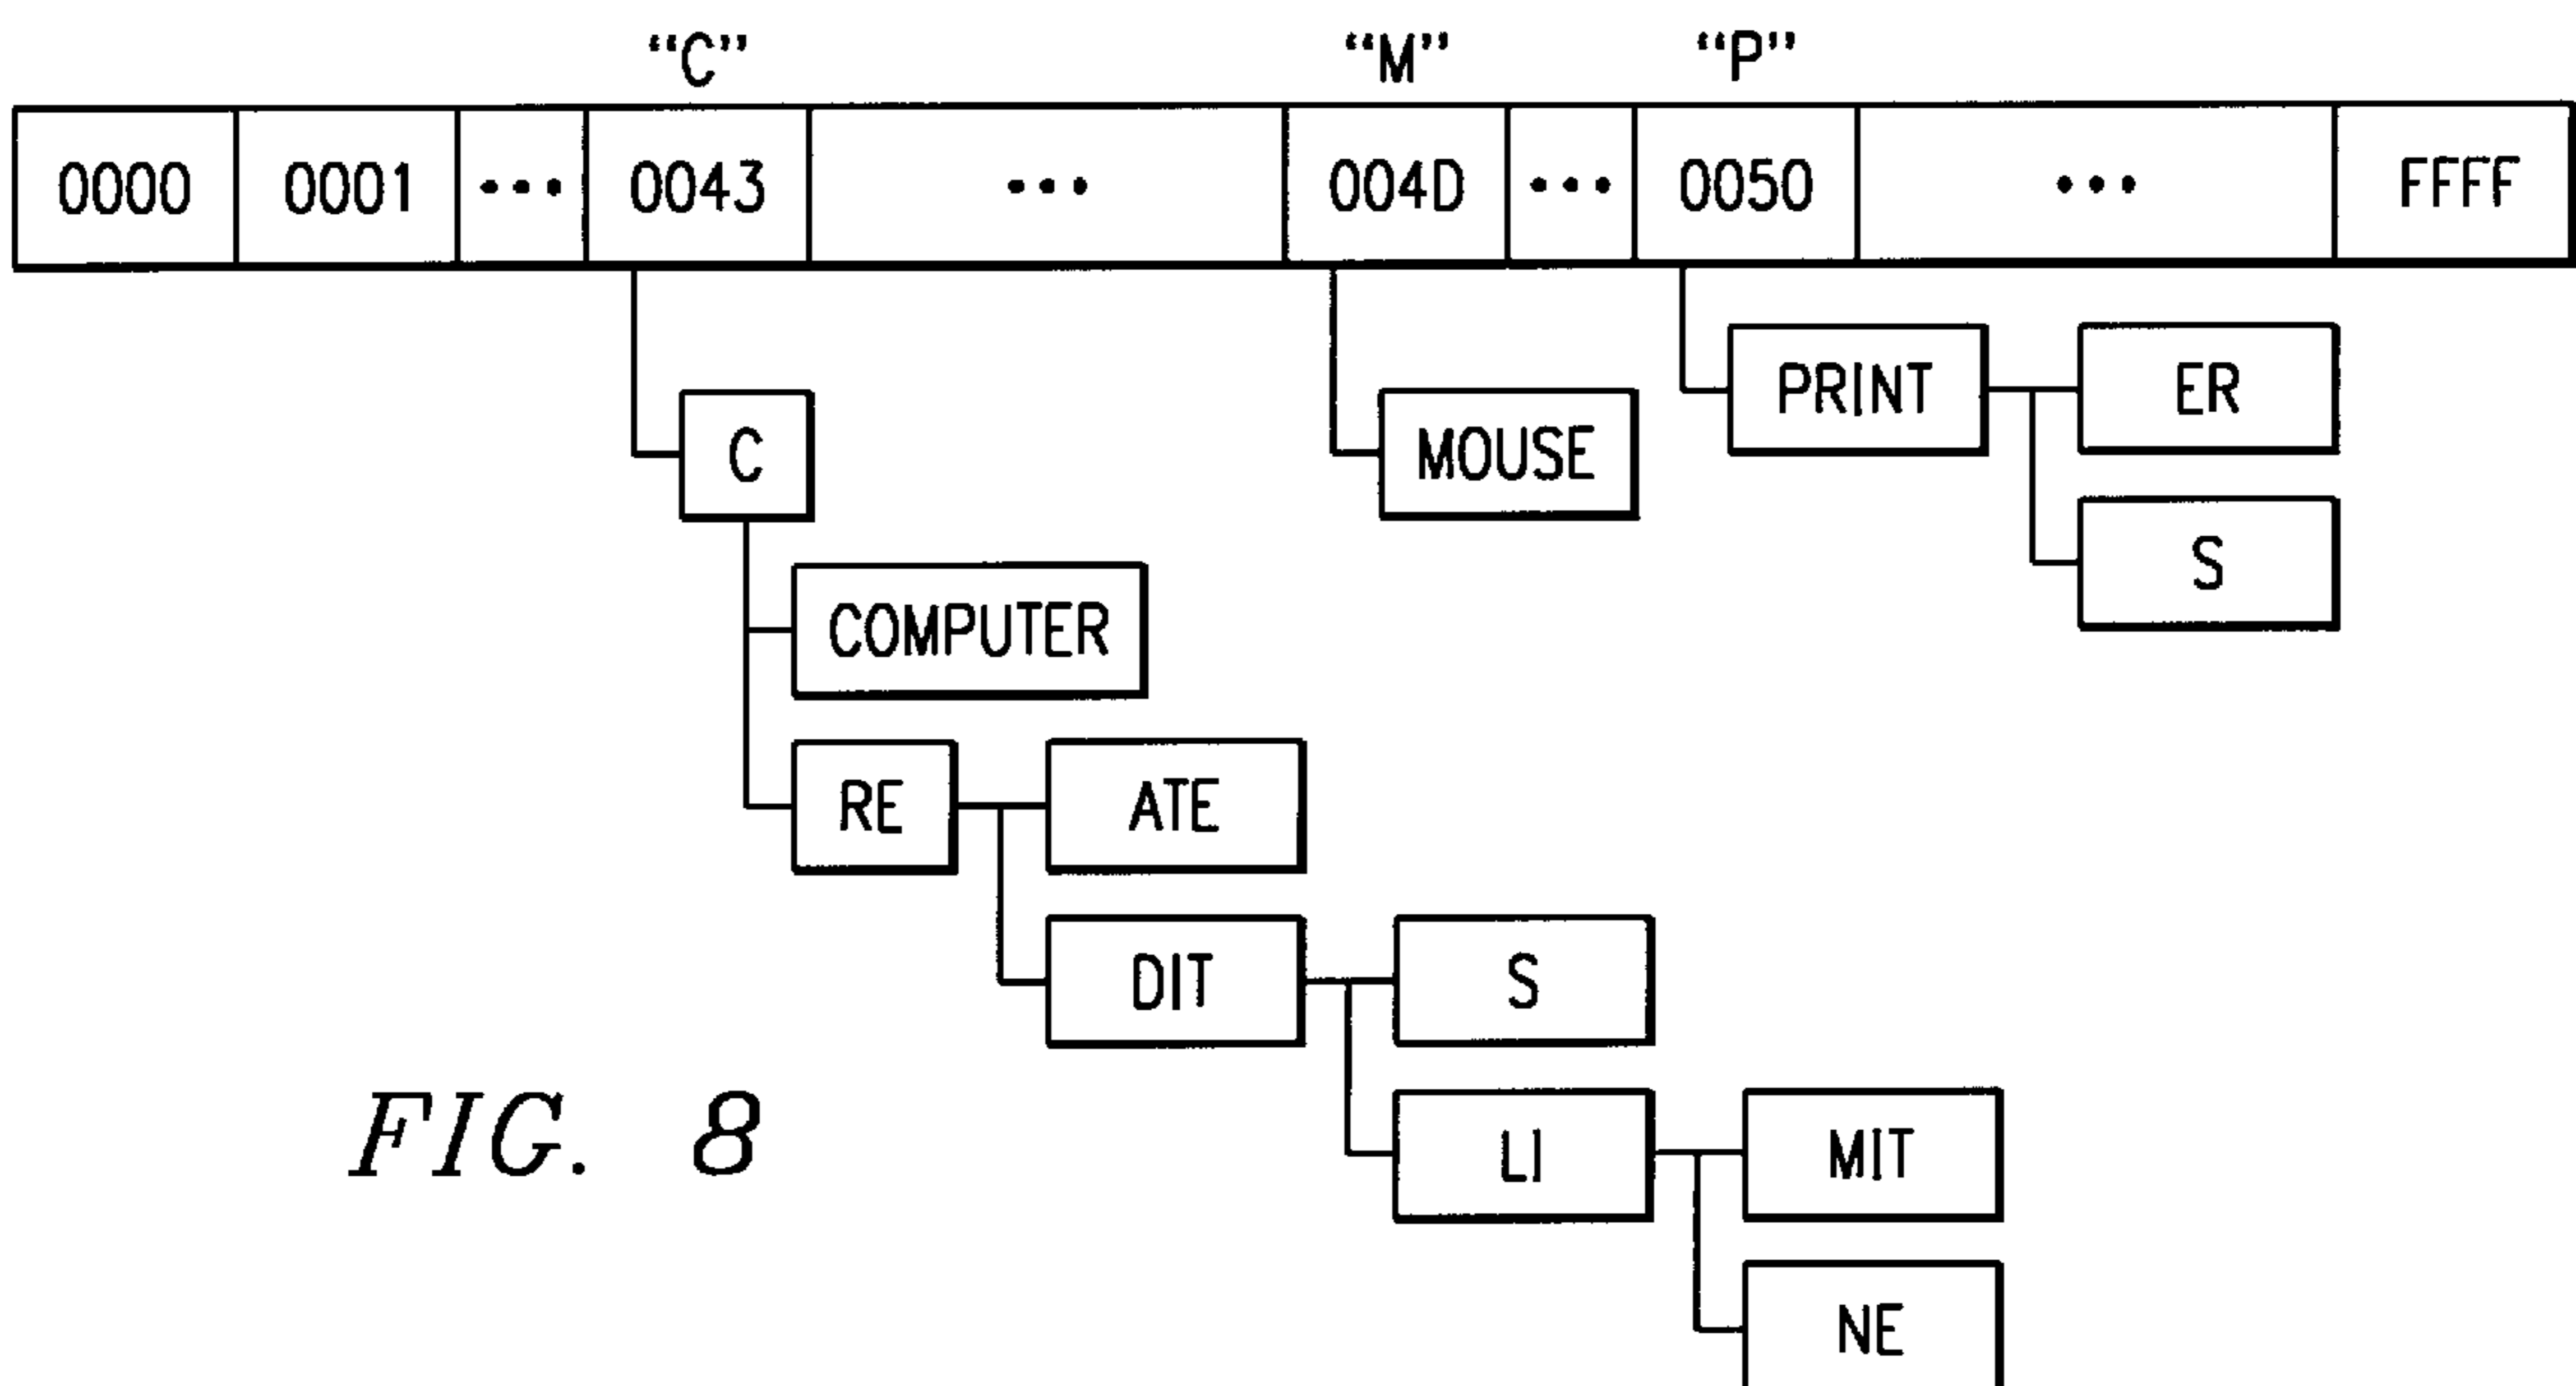 “C” “M” “P”
0000 0001 ••• 0043 ••• 004D ••• 0050 ••• FFFF
PRINT ER
C MOUSE
S
COMPUTER
RE ATE
DIT S
FIG. 8 LI MIT
NE